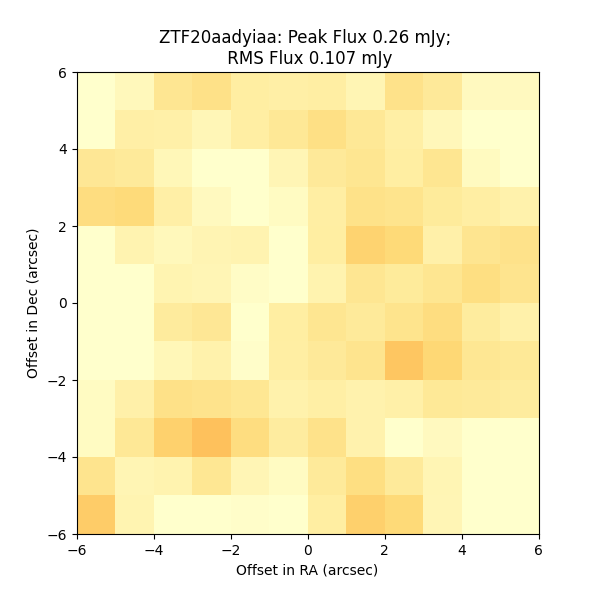 ZTF20aadyiaa: Peak Flux 0.26 mJy;
RMS Flux 0.107 mJy
6
4
2
0
−2
−4
−6
Offset in Dec (arcsec)
−6 −4 −2 0 2 4 6
Offset in RA (arcsec)